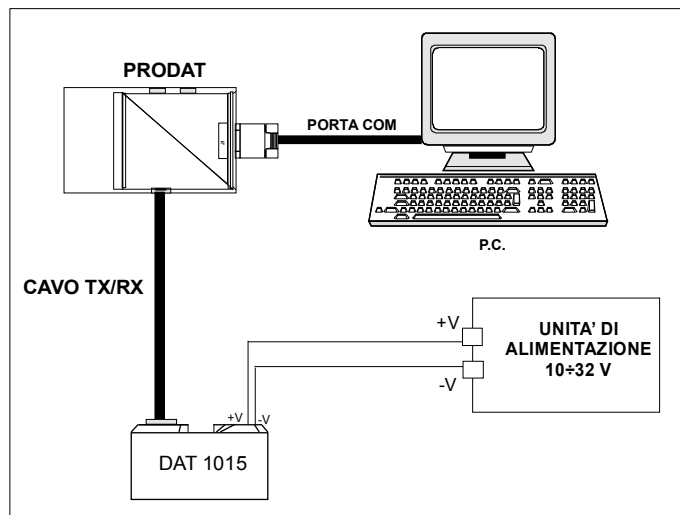 PRODAT
PORTA COM
P.C.
CAVO TX/RX
+V
UNITA’ DI
ALIMENTAZIONE
10÷32 V
-V
+V
-V
DAT 1015